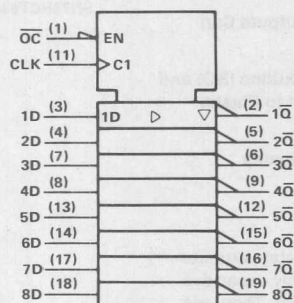 O̅C̅ (1) EN
CLK (11) C1
1D (3) 1D (2) 1Q̅
2D (4) (5) 2Q̅
3D (7) (6) 3Q̅
4D (8) (9) 4Q̅
5D (13) (12) 5Q̅
6D (14) (15) 6Q̅
7D (17) (16) 7Q̅
8D (18) (19) 8Q̅